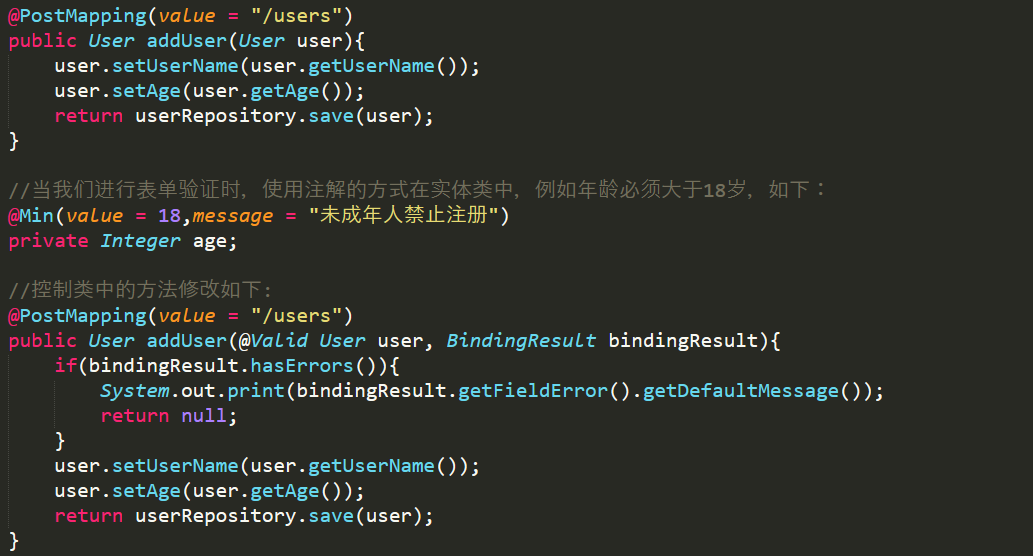 @PostMapping(value = "/users")
public User addUser(User user){
    user.setUserName(user.getUserName());
    user.setAge(user.getAge());
    return userRepository.save(user);
}

//当我们进行表单验证时，使用注解的方式在实体类中，例如年龄必须大于18岁，如下：
@Min(value = 18,message = "未成年人禁止注册")
private Integer age;

//控制类中的方法修改如下:
@PostMapping(value = "/users")
public User addUser(@Valid User user, BindingResult bindingResult){
    if(bindingResult.hasErrors()){
        System.out.print(bindingResult.getFieldError().getDefaultMessage());
        return null;
    }
    user.setUserName(user.getUserName());
    user.setAge(user.getAge());
    return userRepository.save(user);
}